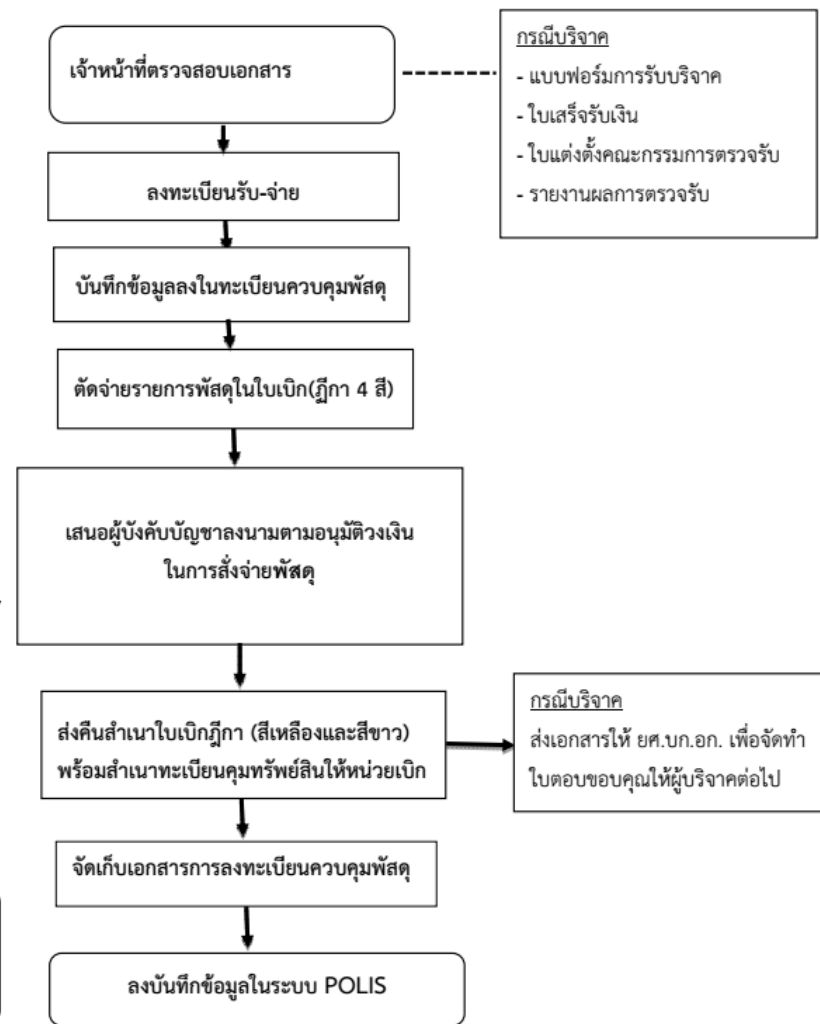 เจ้าหน้าที่ตรวจสอบเอกสาร
กรณีบริจาค
- แบบฟอร์มการรับบริจาค
- ใบเสร็จรับเงิน
- ใบแต่งตั้งคณะกรรมการตรวจรับ
- รายงานผลการตรวจรับ
ลงทะเบียนรับ-จ่าย
บันทึกข้อมูลลงในทะเบียนควบคุมพัสดุ
ตัดจ่ายรายการพัสดุในใบเบิก(ฎีกา 4 สี)
เสนอผู้บังคับบัญชาลงนามตามอนุมัติวงเงิน
ในการสั่งจ่ายพัสดุ
ส่งคืนสำเนาใบเบิกฎีกา (สีเหลืองและสีขาว)
พร้อมสำเนาทะเบียนคุมทรัพย์สินให้หน่วยเบิก
กรณีบริจาค
ส่งเอกสารให้ ยศ.บก.อก. เพื่อจัดทำ
ใบตอบขอบคุณให้ผู้บริจาคต่อไป
จัดเก็บเอกสารการลงทะเบียนควบคุมพัสดุ
ลงบันทึกข้อมูลในระบบ POLIS